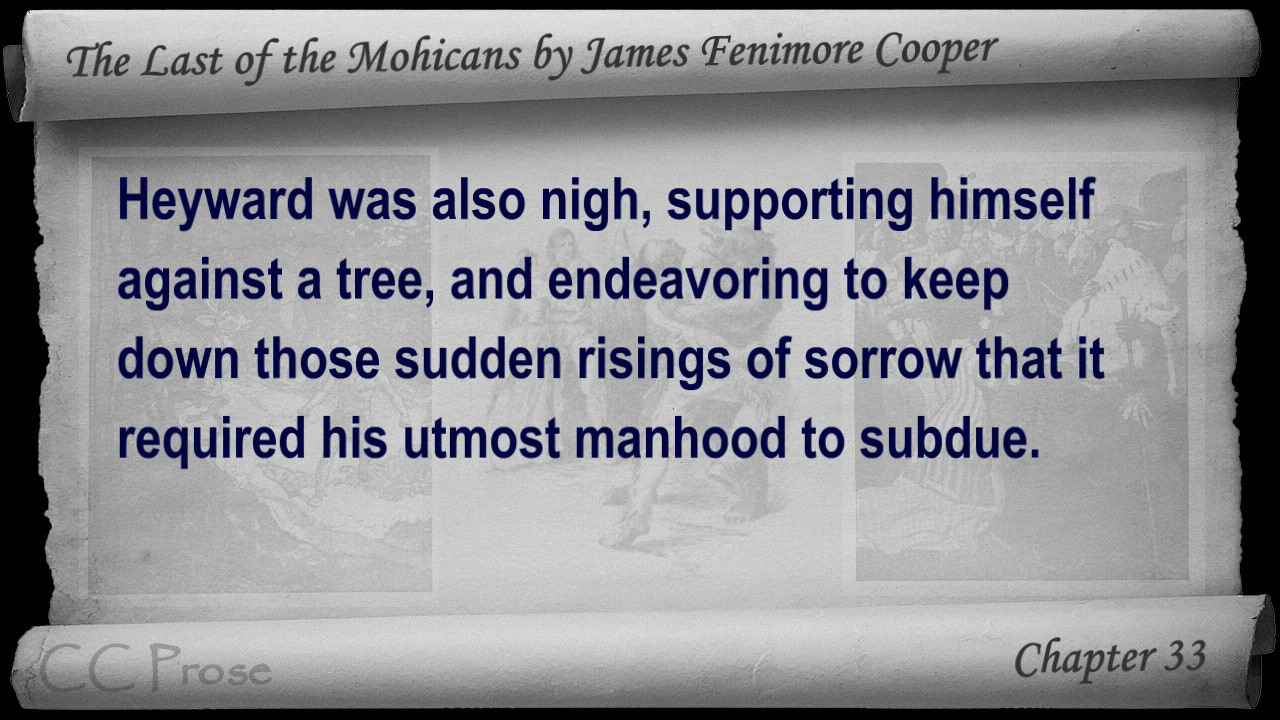 The Last of the Mohicans by James Fenimore Cooper
Heyward was also nigh, supporting himself
against a tree, and endeavoring to keep
down those sudden risings of sorrow that it
required his utmost manhood to subdue.
CC Prose
Chapter 33